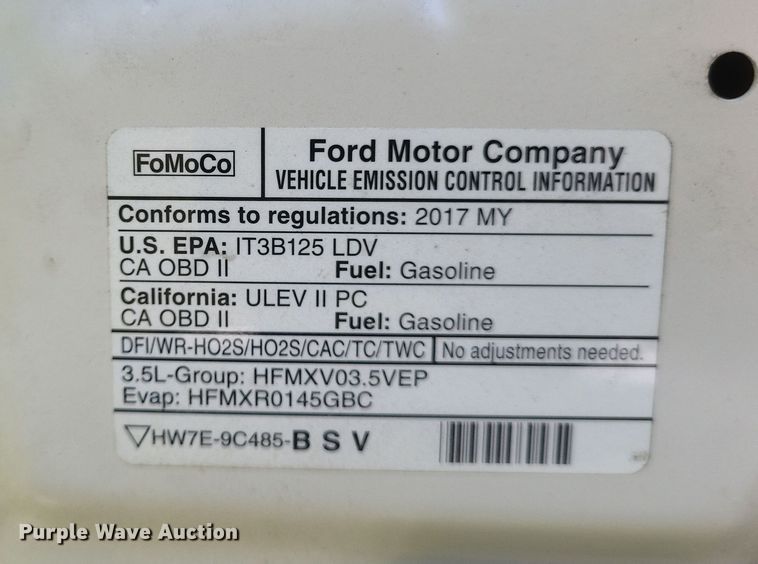 FoMoCo
Ford Motor Company
VEHICLE EMISSION CONTROL INFORMATION
Conforms to regulations: 2017 MY
U.S. EPA: IT3B125 LDV
CA OBD II Fuel: Gasoline
California: ULEV II PC
CA OBD II Fuel: Gasoline
DFI/WR-HO2S/HO2S/CAC/TC/TWC No adjustments needed.
3.5L-Group: HFMXV03.5VEP
Evap: HFMXR0145GBC
HW7E-9C485-B S V
Purple Wave Auction